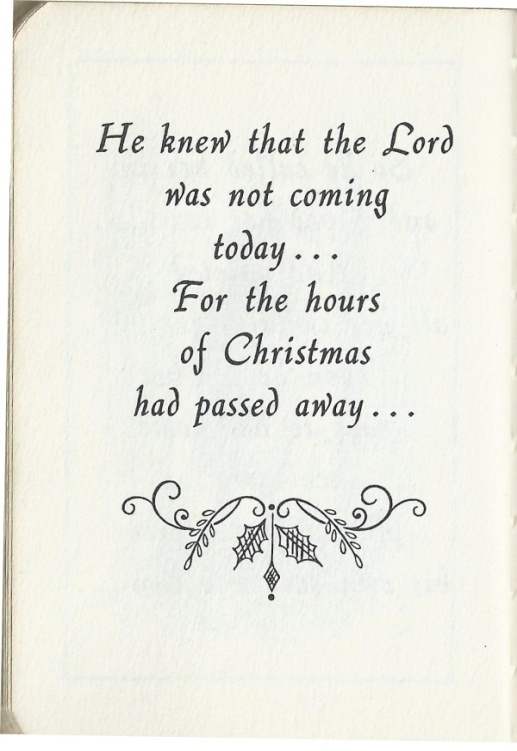 He knew that the Lord
was not coming
today...
For the hours
of Christmas
had passed away...